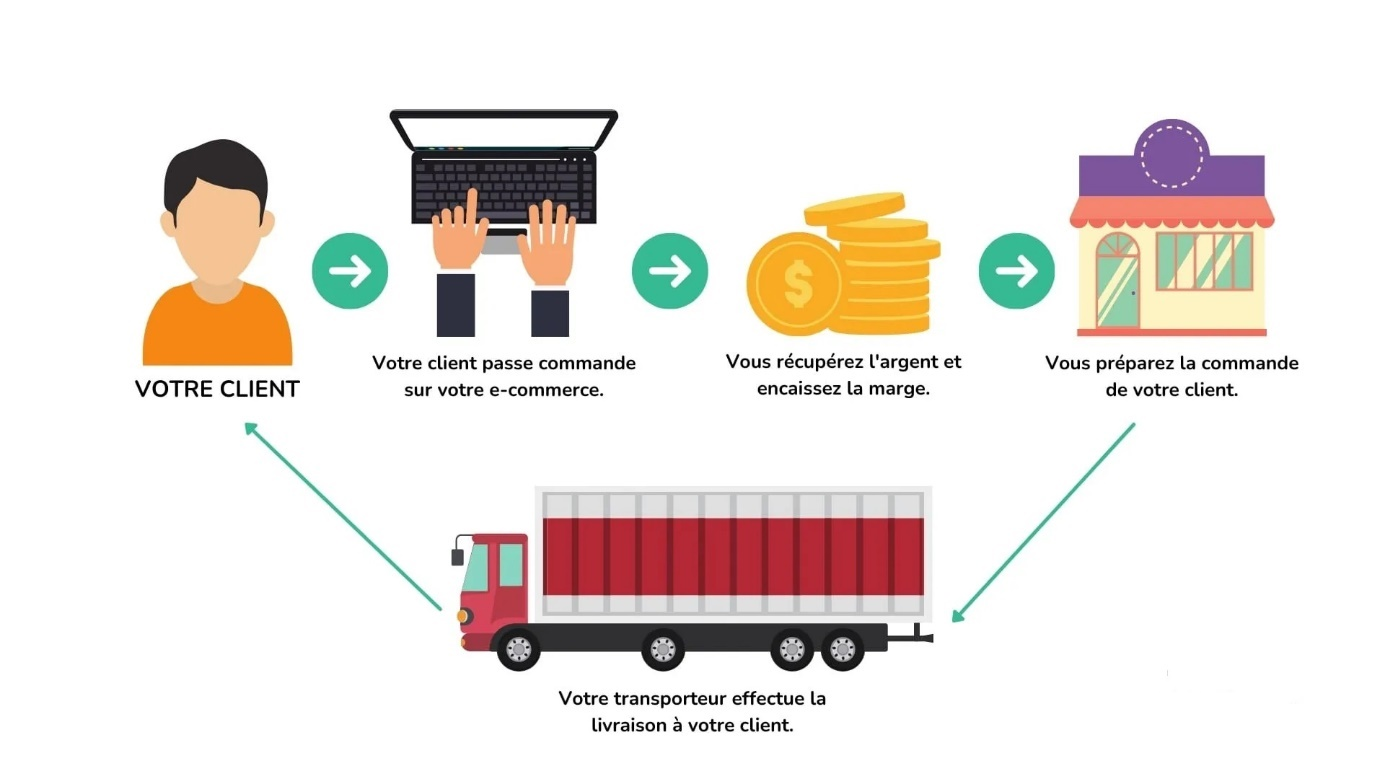 VOTRE CLIENT
Votre client passe commande
sur votre e-commerce.
Vous récupérez l'argent et
encaissez la marge.
Vous préparez la commande
de votre client.
Votre transporteur effectue la
livraison à votre client.